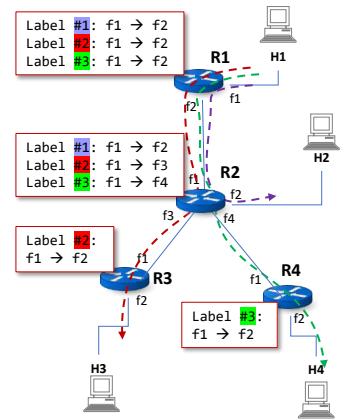 Label #1: f1 → f2
Label #2: f1 → f2
Label #3: f1 → f2
R1
H1
f1
f2
Label #1: f1 → f2
Label #2: f1 → f3
Label #3: f1 → f4
R2
H2
f1
f2
f3
f4
Label #2:
f1 → f2
R3
f1
f2
R4
f1
f2
Label #3:
f1 → f2
H3
H4